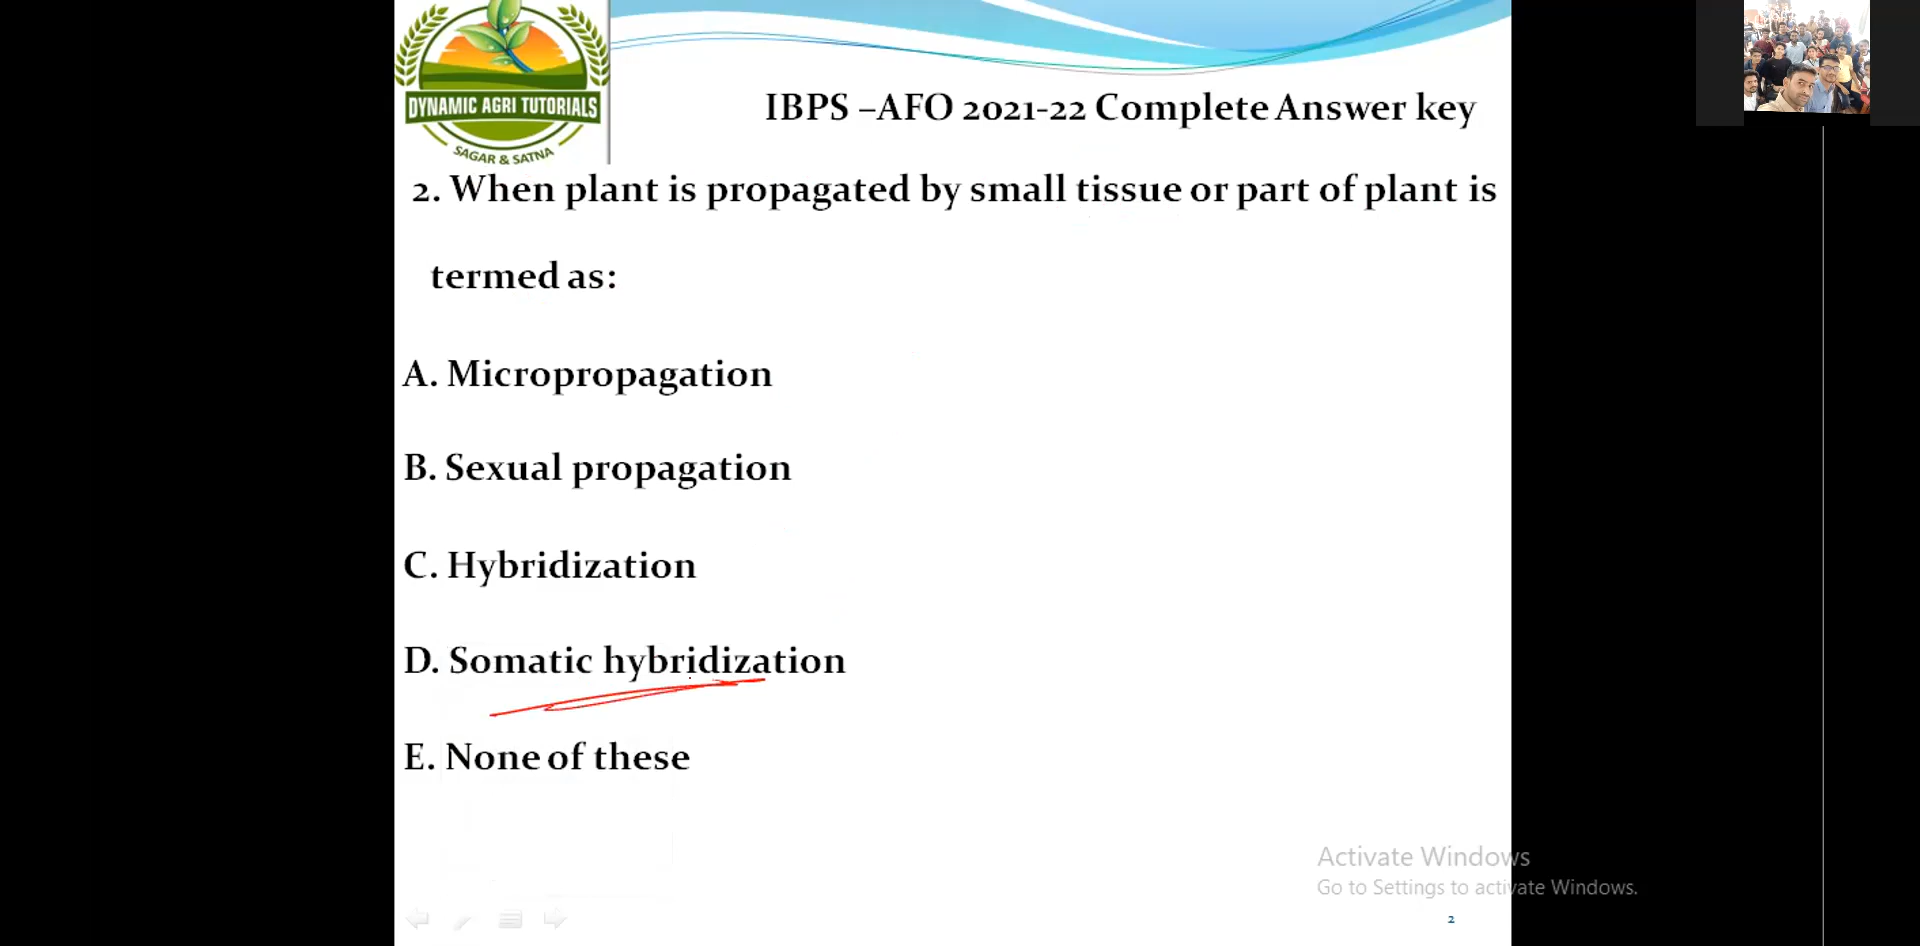 DYNAMIC AGRI TUTORIALS
SAGAR & SATNA
IBPS –AFO 2021-22 Complete Answer key
2. When plant is propagated by small tissue or part of plant is
termed as:
A. Micropropagation
B. Sexual propagation
C. Hybridization
D. Somatic hybridization
E. None of these
Activate Windows
Go to Settings to activate Windows.
2